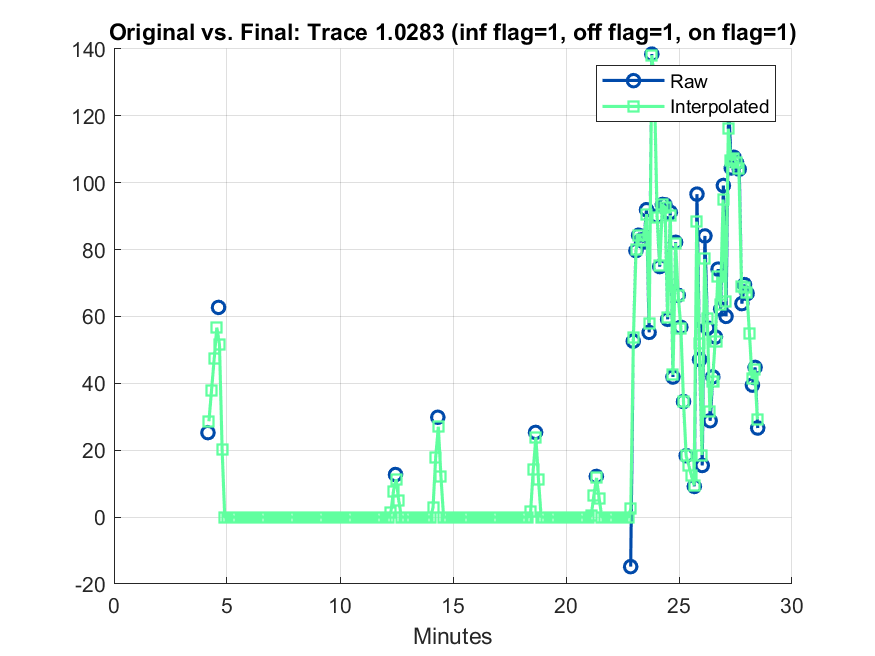 Original vs. Final: Trace 1.0283 (inf flag=1, off flag=1, on flag=1)
140
120
100
80
60
40
20
0
-20
Raw
Interpolated
0 5 10 15 20 25 30
Minutes